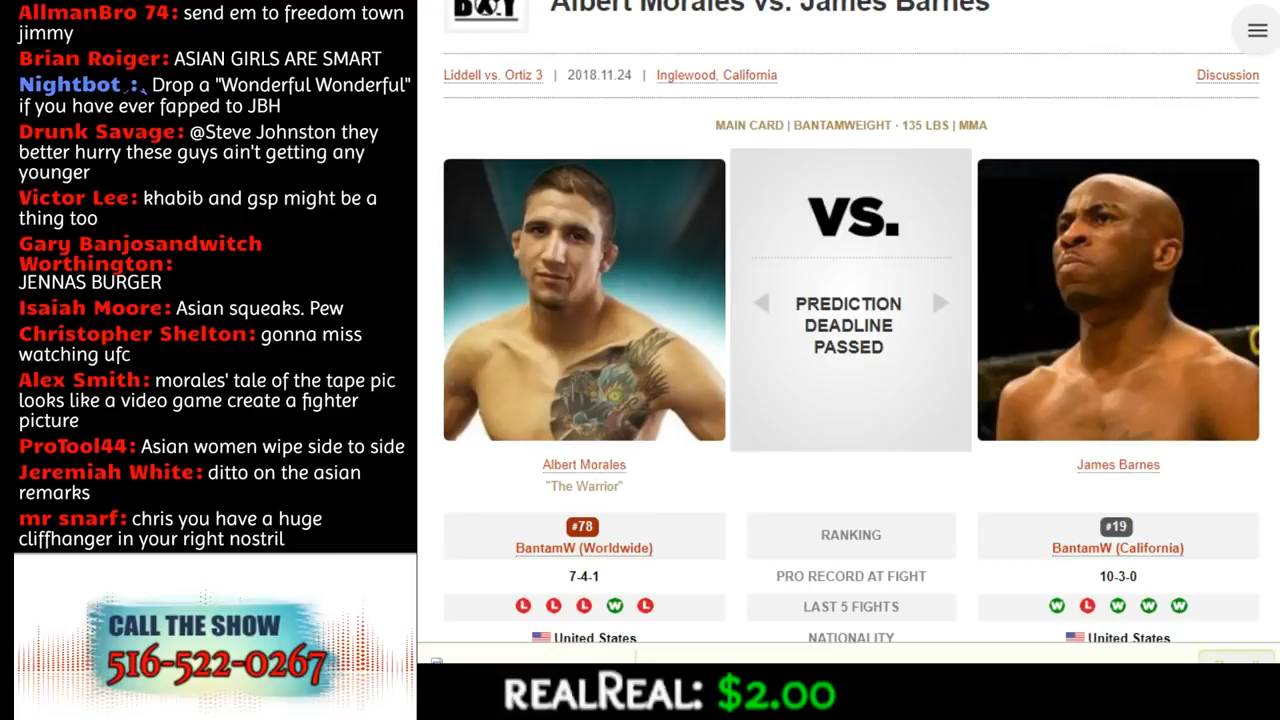 AllmanBro 74: send em to freedom town
jimmy
Brian Roiger: ASIAN GIRLS ARE SMART
Nightbot :. Drop a "Wonderful Wonderful"
if you have ever fapped to JBH
Drunk Savage: @Steve Johnston they
better hurry these guys ain't getting any
younger
Victor Lee: khabib and gsp might be a
thing too
Gary Banjosandwitch
Worthington:
JENNAS BURGER
Isaiah Moore: Asian squeaks. Pew
Christopher Shelton: gonna miss
watching ufc
Alex Smith: morales' tale of the tape pic
looks like a video game create a fighter
picture
ProTool44: Asian women wipe side to side
Jeremiah White: ditto on the asian
remarks
mr snarf: chris you have a huge
cliffhanger in your right nostril
CALL THE SHOW
516-522-0267
BOY
Albert Morales vs. James Barnes
Liddell vs. Ortiz 3 | 2018.11.24 | Inglewood, California
Discussion
MAIN CARD | BANTAMWEIGHT · 135 LBS | MMA
VS.
PREDICTION
DEADLINE
PASSED
Albert Morales
"The Warrior"
James Barnes
#78
BantamW (Worldwide)
RANKING
#19
BantamW (California)
7-4-1 PRO RECORD AT FIGHT 10-3-0
L L L W L LAST 5 FIGHTS W L W W W
United States NATIONALITY United States
REALREAL: $2.00